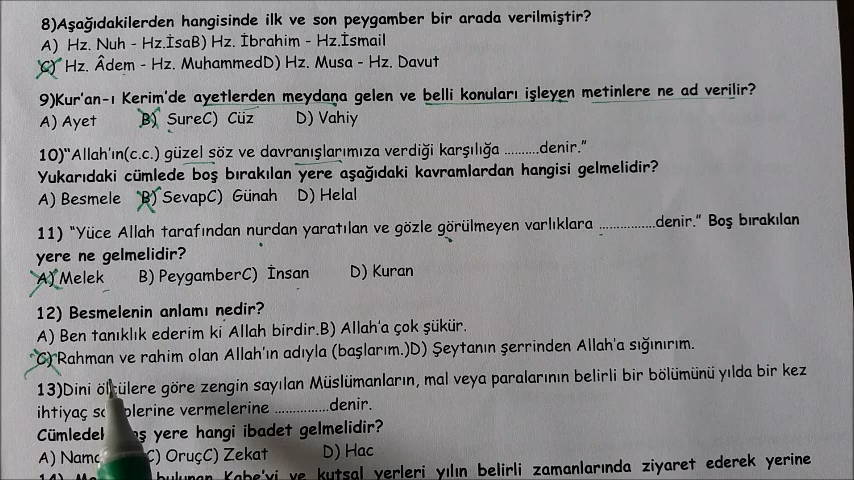 8)Aşağıdakilerden hangisinde ilk ve son peygamber bir arada verilmiştir?
A) Hz. Nuh - Hz.İsaB) Hz. İbrahim - Hz.İsmail
C) Hz. Âdem - Hz. MuhammedD) Hz. Musa - Hz. Davut
9)Kur'an-ı Kerim'de ayetlerden meydana gelen ve belli konuları işleyen metinlere ne ad verilir?
A) Ayet B) SureC) Cüz D) Vahiy
10)"Allah'ın(c.c.) güzel söz ve davranışlarımıza verdiği karşılığa .........denir."
Yukarıdaki cümlede boş bırakılan yere aşağıdaki kavramlardan hangisi gelmelidir?
A) Besmele B) SevapC) Günah D) Helal
11) "Yüce Allah tarafından nurdan yaratılan ve gözle görülmeyen varlıklara ...............denir." Boş bırakılan
yere ne gelmelidir?
A) Melek B) PeygamberC) İnsan D) Kuran
12) Besmelenin anlamı nedir?
A) Ben tanıklık ederim ki Allah birdir.B) Allah'a çok şükür.
C) Rahman ve rahim olan Allah'ın adıyla (başlarım.)D) Şeytanın şerrinden Allah'a sığınırım.
13)Dini ölçülere göre zengin sayılan Müslümanların, mal veya paralarının belirli bir bölümünü yılda bir kez
ihtiyaç sahiplerine vermelerine ...............denir.
yere hangi ibadet gelmelidir?
A) C) OruçC) Zekat D) Hac
bulunan Kabe'yi ve kutsal yerleri yılın belirli zamanlarında ziyaret ederek yerine